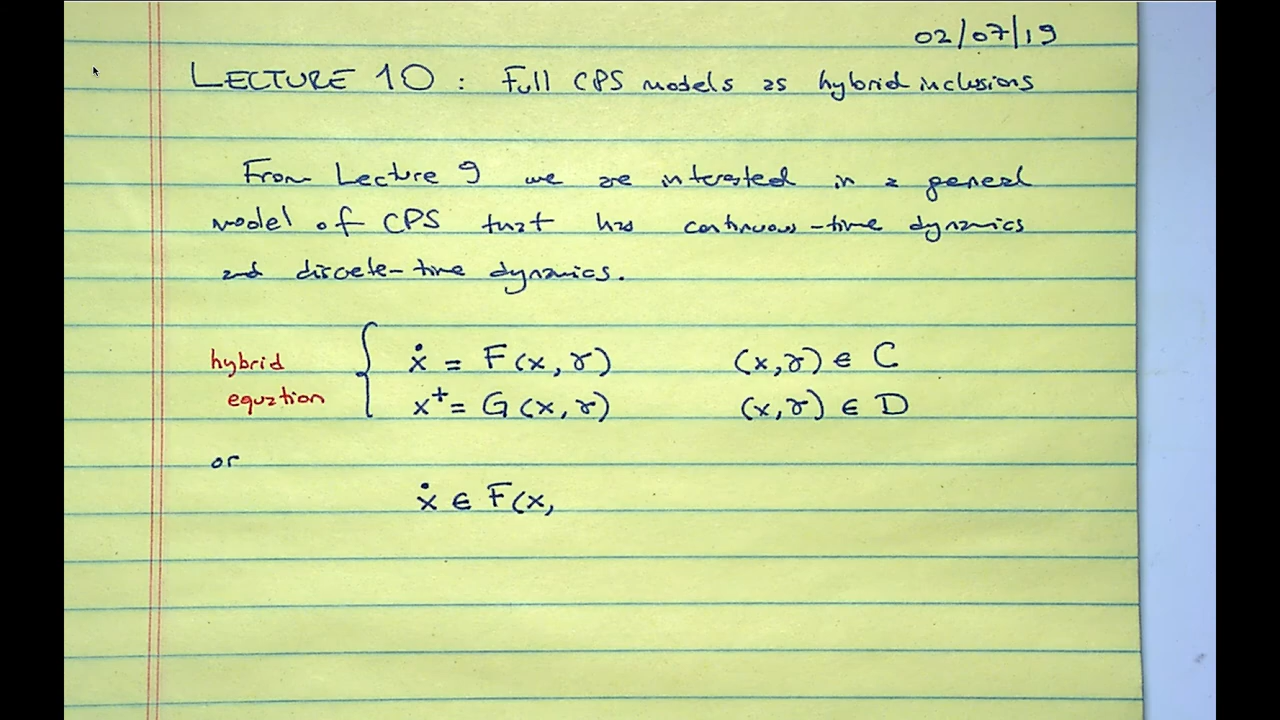 02/07/19
LECTURE 10 : Full CPS models as hybrid inclusions
From Lecture 9 we are interested in a general
model of CPS that has continuous-time dynamics
and discrete-time dynamics.
hybrid equation { ẋ = F(x, γ) (x, γ) ∈ C
x⁺ = G(x, γ) (x, γ) ∈ D
or
ẋ ∈ F(x,